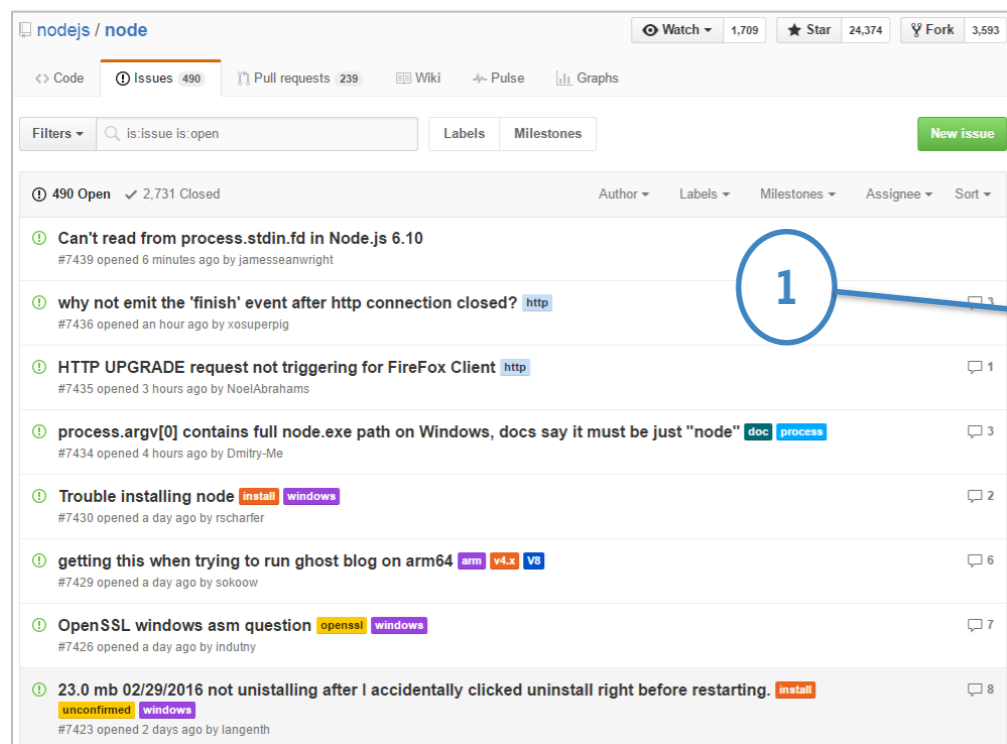 nodejs / node
Watch 1,709 Star 24,374 Fork 3,593
Code Issues 490 Pull requests 239 Wiki Pulse Graphs
Filters is:issue is:open Labels Milestones New issue
490 Open 2,731 Closed Author Labels Milestones Assignee Sort
Can't read from process.stdin.fd in Node.js 6.10
#7439 opened 6 minutes ago by jamesseanwright
1
why not emit the 'finish' event after http connection closed? http 3
#7436 opened an hour ago by xosuperpig
HTTP UPGRADE request not triggering for FireFox Client http 1
#7435 opened 3 hours ago by NoelAbrahams
process.argv[0] contains full node.exe path on Windows, docs say it must be just "node" doc process 3
#7434 opened 4 hours ago by Dmitry-Me
Trouble installing node install windows 2
#7430 opened a day ago by rscharfer
getting this when trying to run ghost blog on arm64 arm v4.x V8 6
#7429 opened a day ago by sokoow
OpenSSL windows asm question openssl windows 7
#7426 opened a day ago by indutny
23.0 mb 02/29/2016 not unistalling after I accidentally clicked uninstall right before restarting. install 8
unconfirmed windows
#7423 opened 2 days ago by langenth